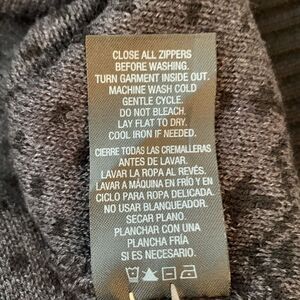 CLOSE ALL ZIPPERS
BEFORE WASHING.
TURN GARMENT INSIDE OUT.
MACHINE WASH COLD
GENTLE CYCLE.
DO NOT BLEACH.
LAY FLAT TO DRY.
COOL IRON IF NEEDED.
CIERRE TODAS LAS CREMALLERAS
ANTES DE LAVAR.
LAVAR LA ROPA AL REVÉS.
LAVAR A MÁQUINA EN FRÍO Y EN
CICLO PARA ROPA DELICADA.
NO USAR BLANQUEADOR.
SECAR PLANO.
PLANCHAR CON UNA
PLANCHA FRÍA
SI ES NECESARIO.